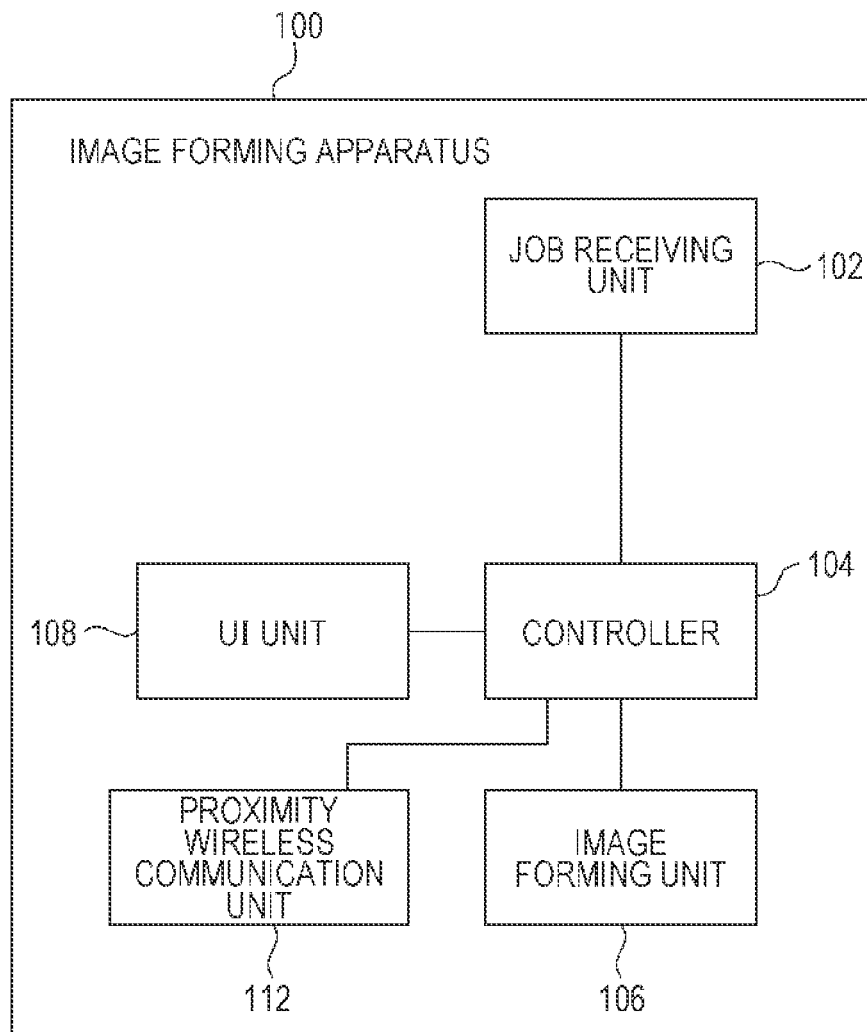 100
IMAGE FORMING APPARATUS
JOB RECEIVING
UNIT
102
104
108
UI UNIT
CONTROLLER
PROXIMITY
WIRELESS
COMMUNICATION
UNIT
IMAGE
FORMING UNIT
112
106